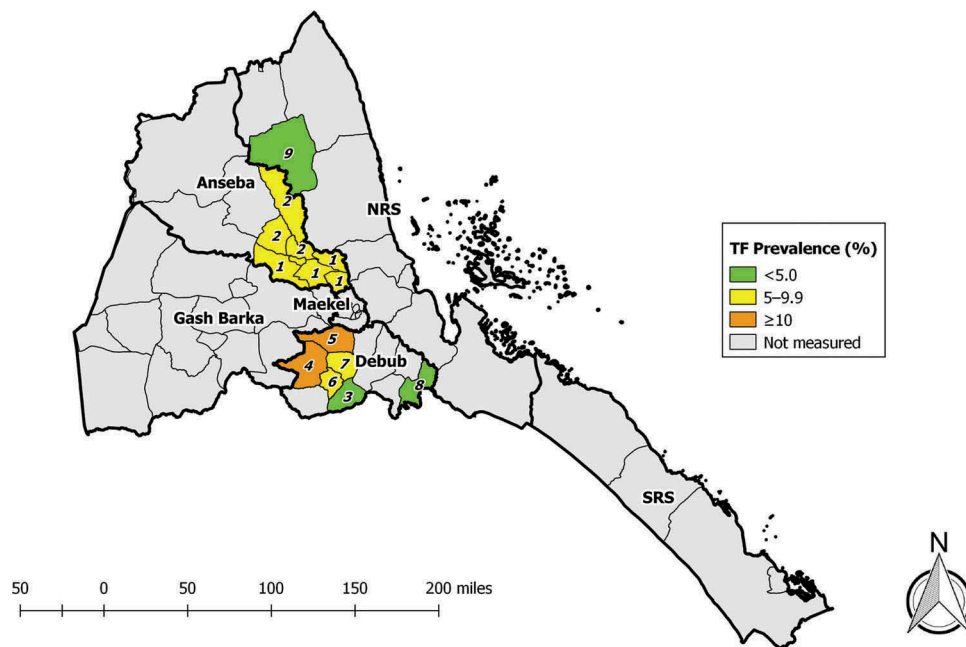 9
Anseba
2
NRS
2
2
1
1
1
1
Maekel
Gash Barka
5
Debub
4
7
6
8
3
SRS
TF Prevalence (%)
<5.0
5–9.9
≥10
Not measured
N
50 0 50 100 150 200 miles